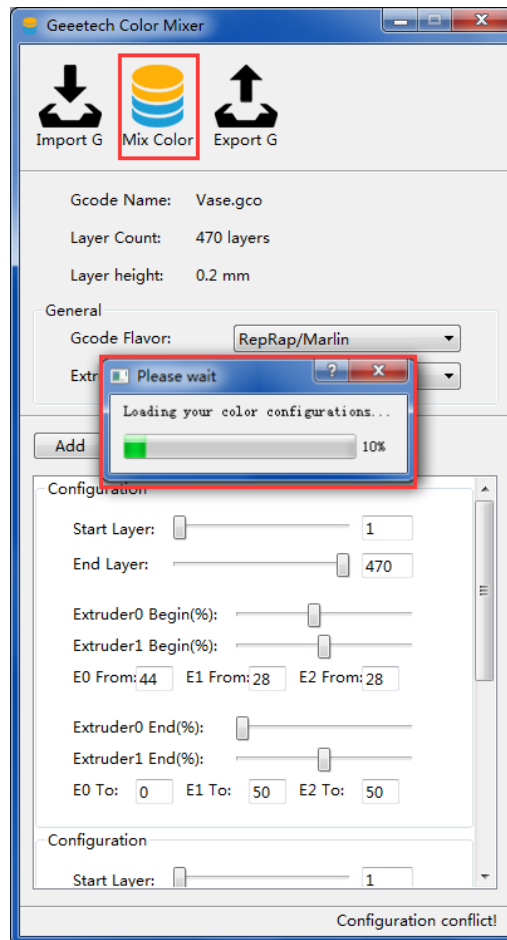 Geeetech Color Mixer
Import G Mix Color Export G
Gcode Name: Vase.gco
Layer Count: 470 layers
Layer height: 0.2 mm
General
Gcode Flavor: RepRap/Marlin
Extr
Please wait
Loading your color configurations...
10%
Add
Configuration
Start Layer: 1
End Layer: 470
Extruder0 Begin(%):
Extruder1 Begin(%):
E0 From: 44 E1 From: 28 E2 From: 28
Extruder0 End(%):
Extruder1 End(%):
E0 To: 0 E1 To: 50 E2 To: 50
Configuration
Start Layer: 1
Configuration conflict!